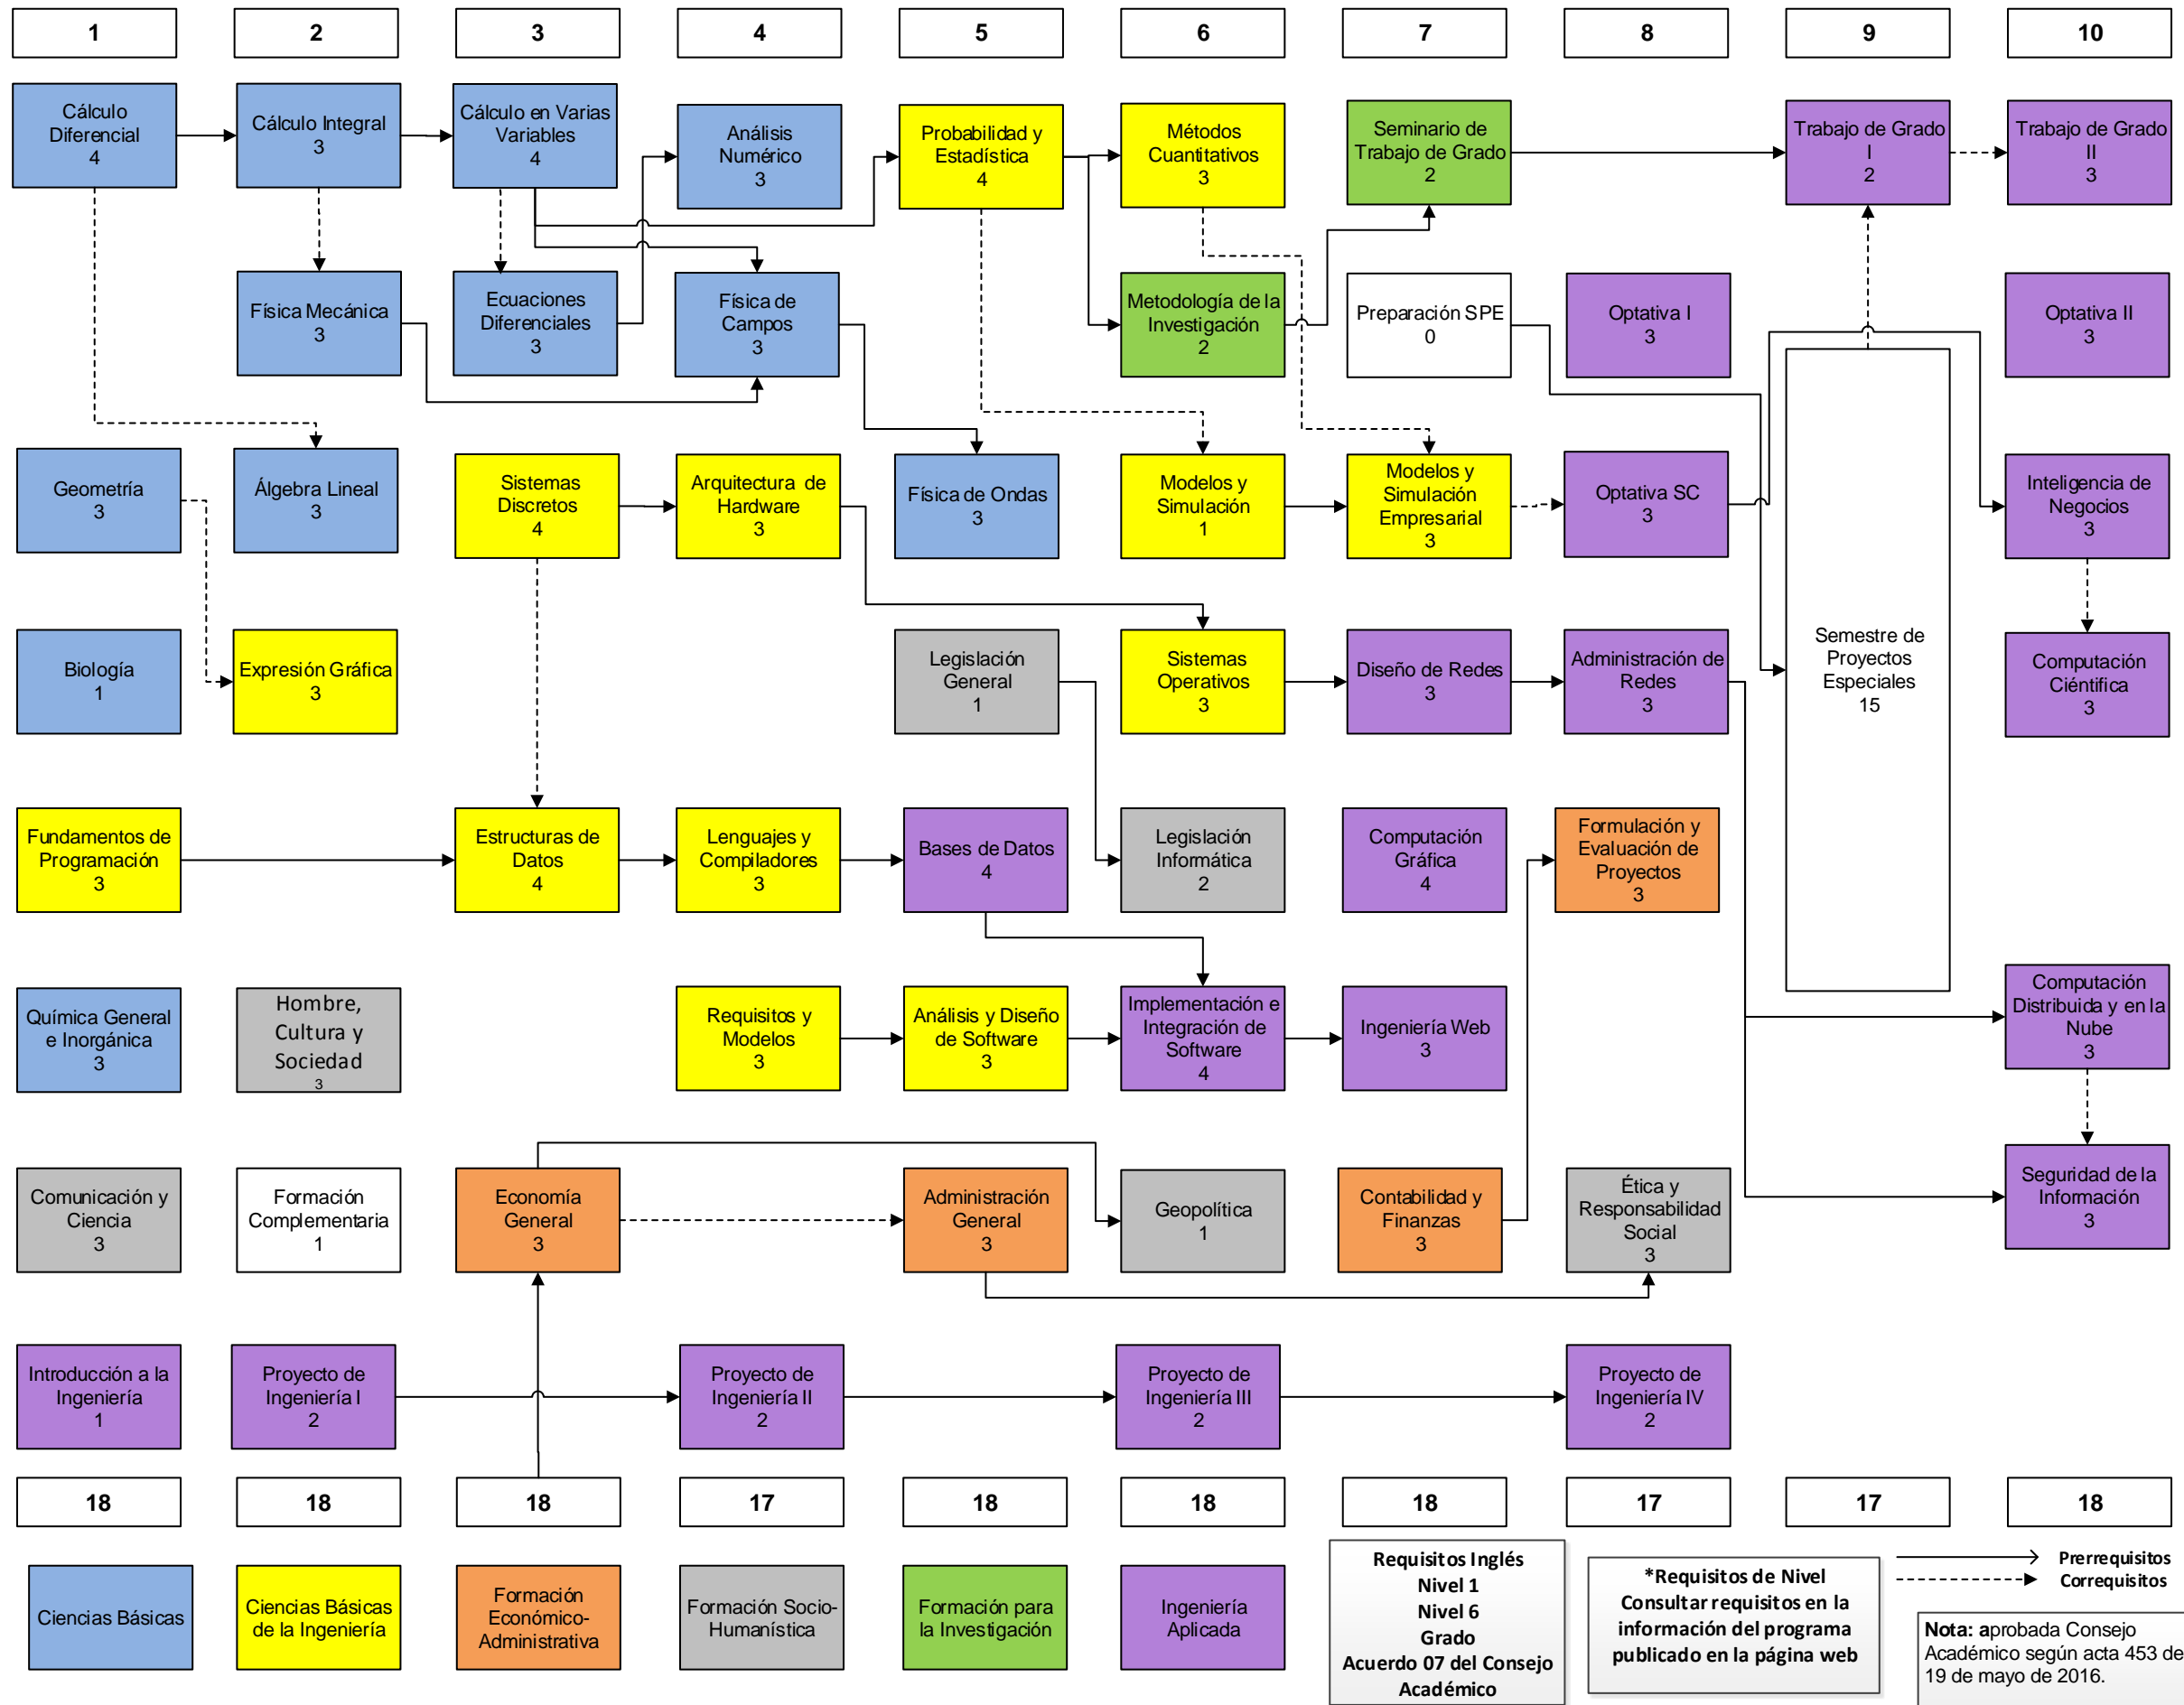 1
2
3
4
5
6
7
8
9
10
Cálculo
Diferencial
4
Cálculo Integral
3
Cálculo en Varias
Variables
4
Análisis
Numérico
3
Probabilidad y
Estadística
4
Métodos
Cuantitativos
3
Seminario de
Trabajo de Grado
2
Trabajo de Grado
I
2
Trabajo de Grado
II
3
Física Mecánica
3
Ecuaciones
Diferenciales
3
Física de
Campos
3
Metodología de la
Investigación
2
Preparación SPE
0
Optativa I
3
Optativa II
3
Geometría
3
Álgebra Lineal
3
Sistemas
Discretos
4
Arquitectura de
Hardware
3
Física de Ondas
3
Modelos y
Simulación
1
Modelos y
Simulación
Empresarial
3
Optativa SC
3
Inteligencia de
Negocios
3
Biología
1
Expresión Gráfica
3
Legislación
General
1
Sistemas
Operativos
3
Diseño de Redes
3
Administración de
Redes
3
Semestre de
Proyectos
Especiales
15
Computación
Ciéntifica
3
Fundamentos de
Programación
3
Estructuras de
Datos
4
Lenguajes y
Compiladores
3
Bases de Datos
4
Legislación
Informática
2
Computación
Gráfica
4
Formulación y
Evaluación de
Proyectos
3
Química General
e Inorgánica
3
Hombre,
Cultura y
Sociedad
3
Requisitos y
Modelos
3
Análisis y Diseño
de Software
3
Implementación e
Integración de
Software
4
Ingeniería Web
3
Computación
Distribuida y en la
Nube
3
Comunicación y
Ciencia
3
Formación
Complementaria
1
Economía
General
3
Administración
General
3
Geopolítica
1
Contabilidad y
Finanzas
3
Ética y
Responsabilidad
Social
3
Seguridad de la
Información
3
Introducción a la
Ingeniería
1
Proyecto de
Ingeniería I
2
Proyecto de
Ingeniería II
2
Proyecto de
Ingeniería III
2
Proyecto de
Ingeniería IV
2
18
18
18
17
18
18
18
17
17
18
Ciencias Básicas
Ciencias Básicas
de la Ingeniería
Formación
Económico-
Administrativa
Formación Socio-
Humanística
Formación para
la Investigación
Ingeniería
Aplicada
Requisitos Inglés
Nivel 1
Nivel 6
Grado
Acuerdo 07 del Consejo
Académico
*Requisitos de Nivel
Consultar requisitos en la
información del programa
publicado en la página web
Prerrequisitos
Correquisitos
Nota: aprobada Consejo
Académico según acta 453 de
19 de mayo de 2016.